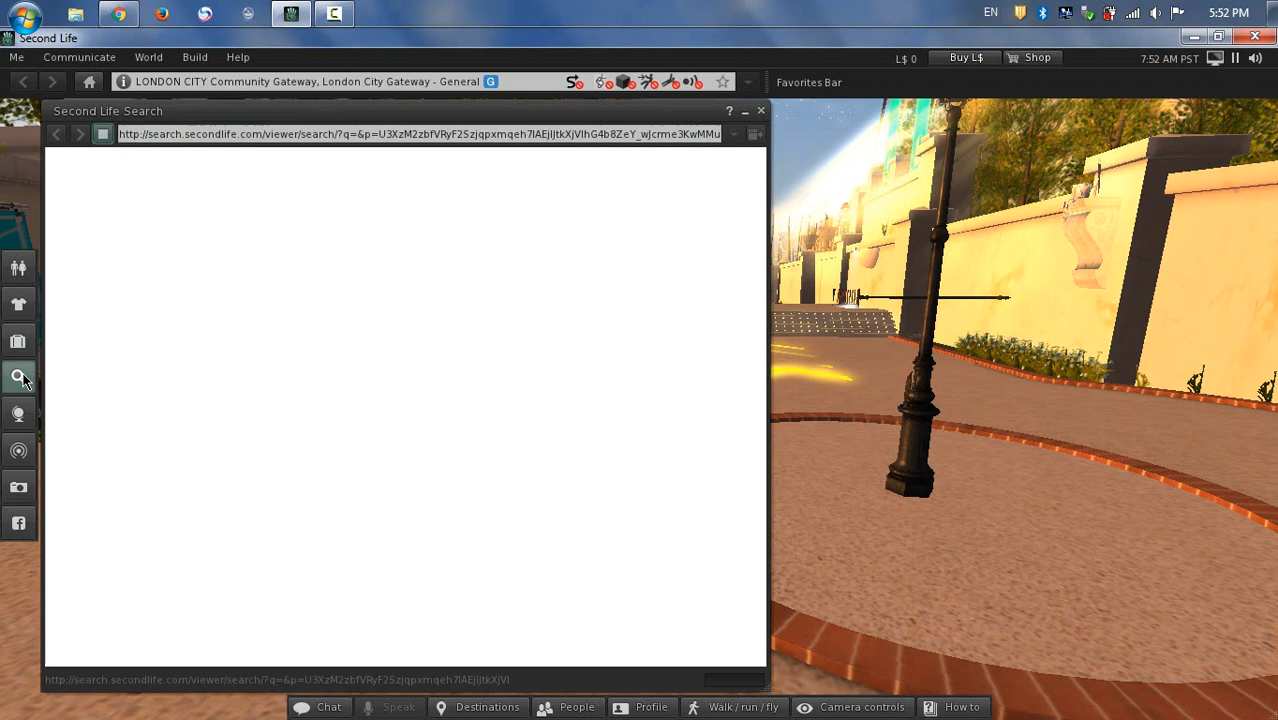 EN
5:52 PM
Second Life
Me Communicate World Build Help
L$ 0
Buy L$
Shop
7:52 AM PST
LONDON CITY Community Gateway, London City Gateway - General G
Favorites Bar
Second Life Search
?
http://search.secondlife.com/viewer/search/?q=&p=
http://search.secondlife.com/viewer/search/?q=&p=
Chat
Speak
Destinations
People
Profile
Walk / run / fly
Camera controls
How to